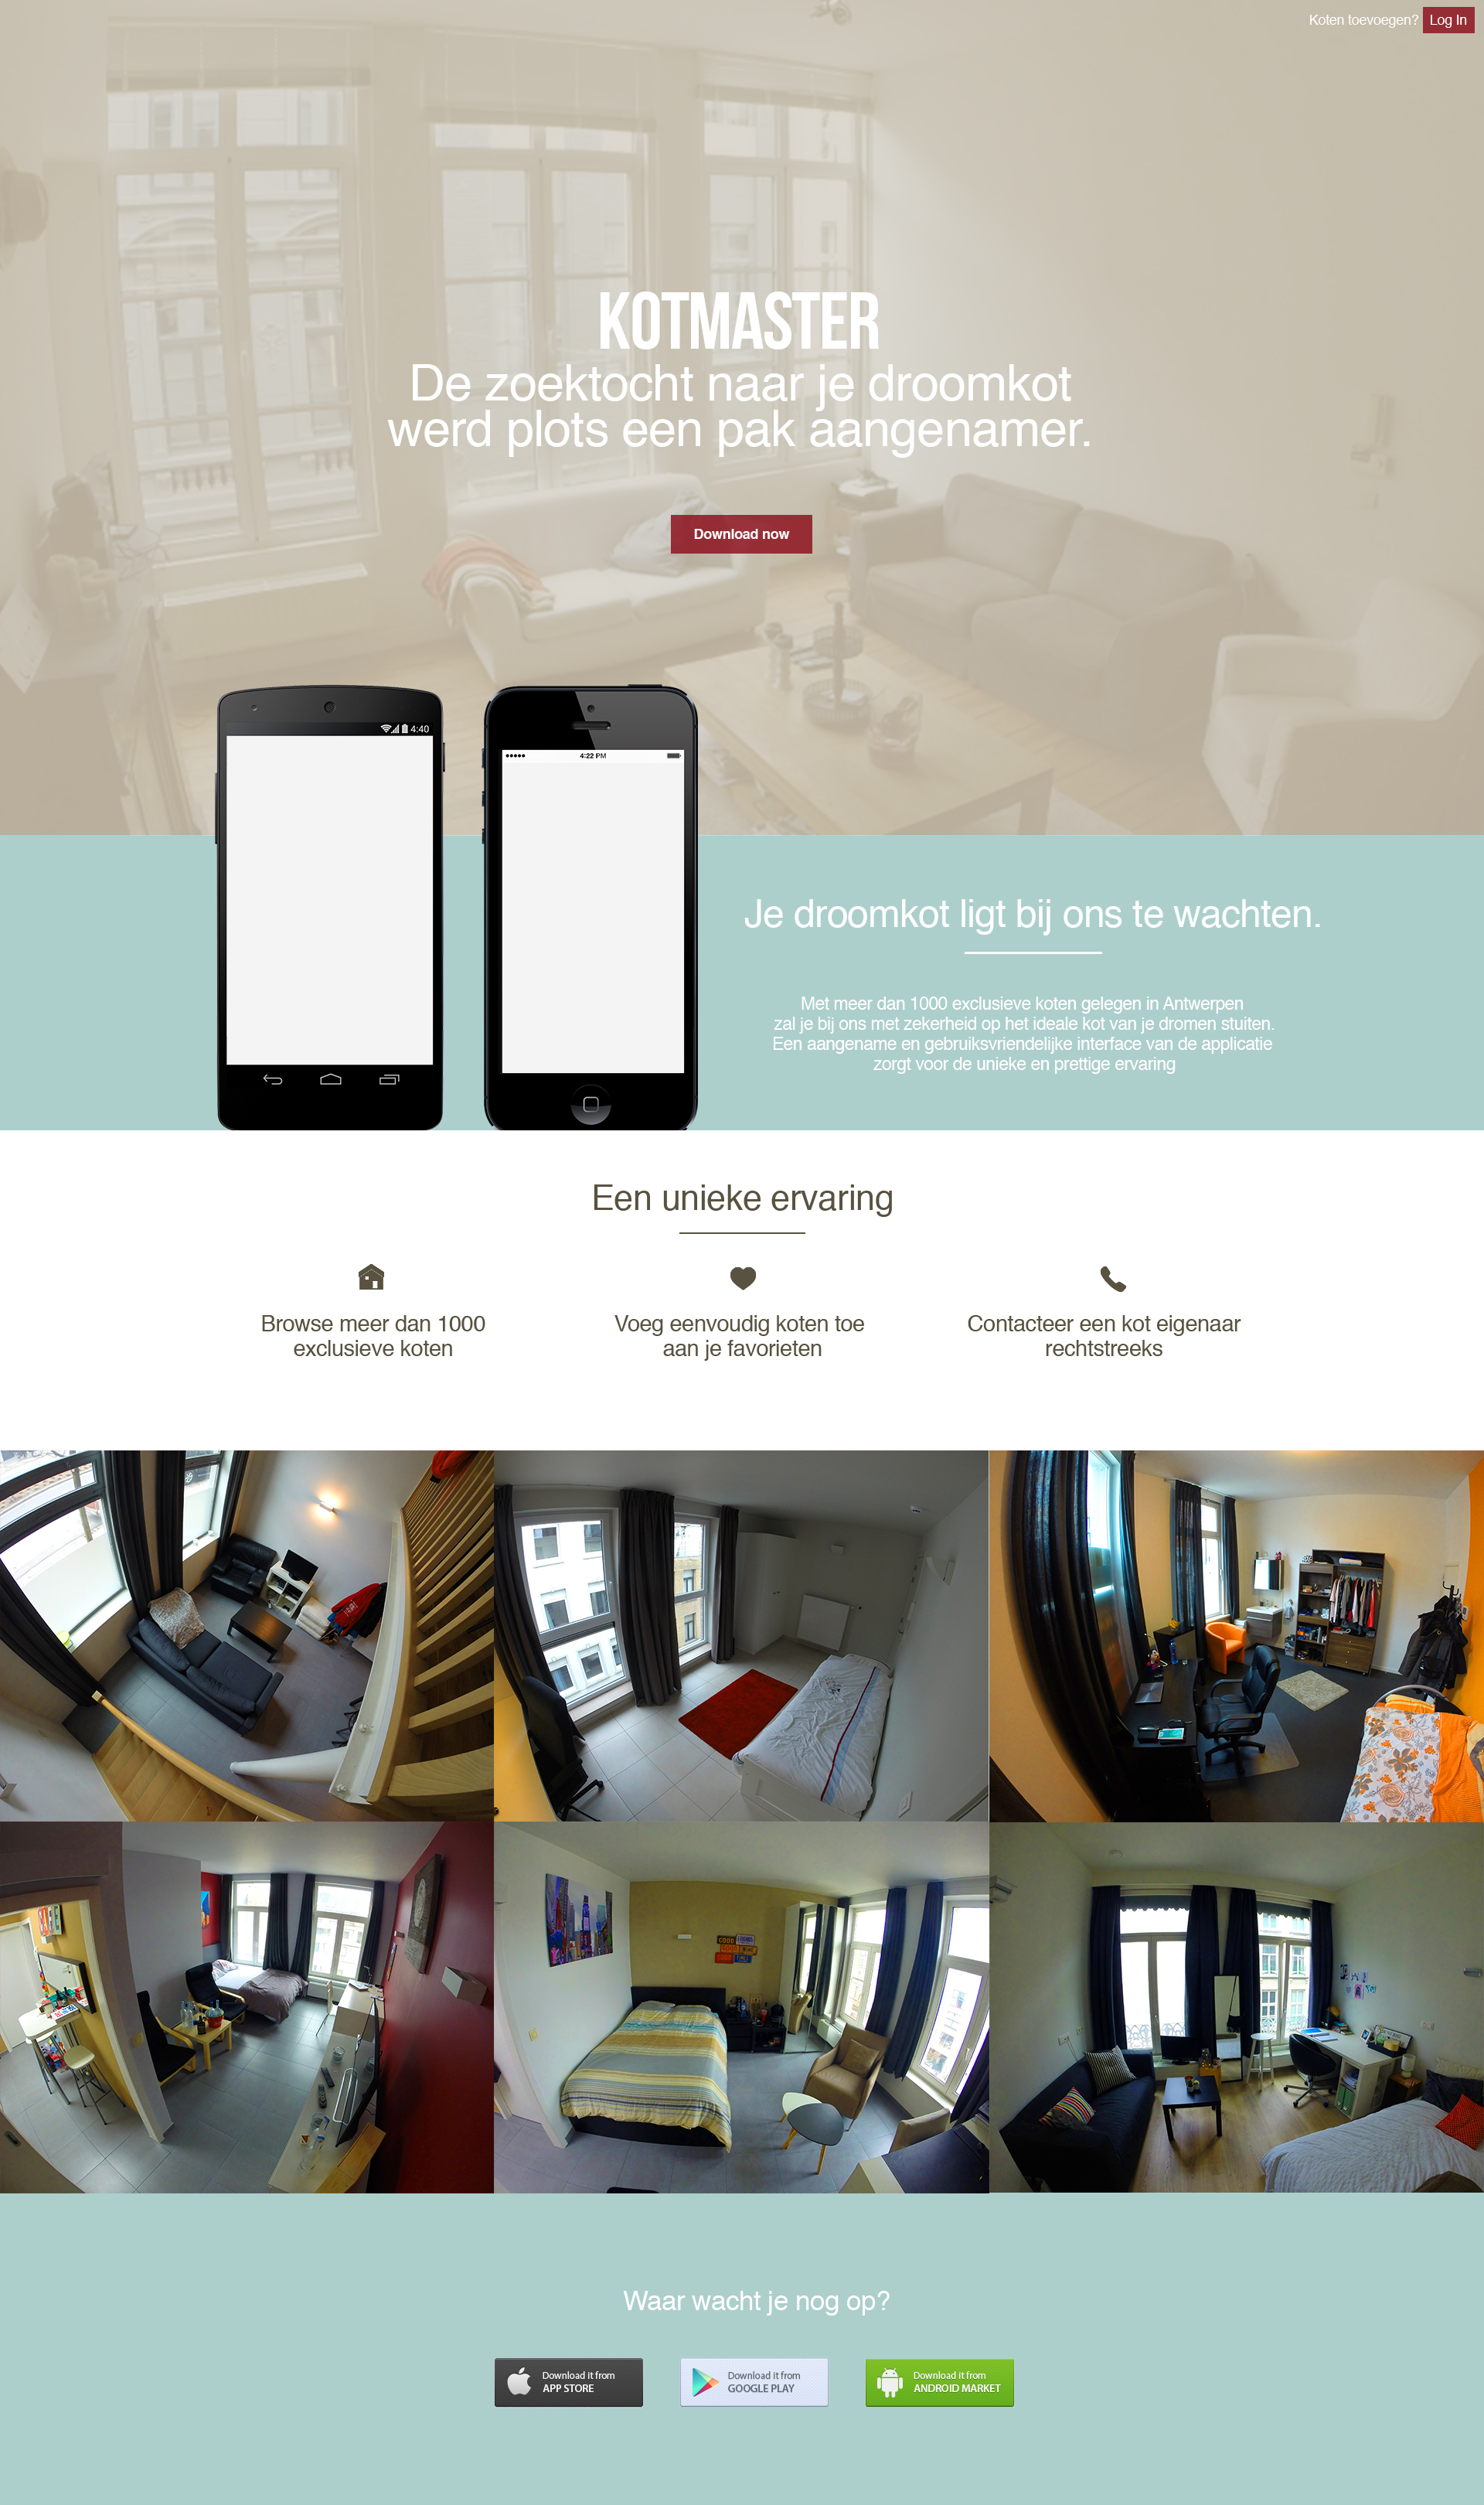 Koten toevoegen? Log In
KOTMASTER
De zoektocht naar je droomkot
werd plots een pak aangenamer.
Download now
4:40
4:22 PM
Je droomkot ligt bij ons te wachten.
Met meer dan 1000 exclusieve koten gelegen in Antwerpen
zal je bij ons met zekerheid op het ideale kot van je dromen stuiten.
Een aangename en gebruiksvriendelijke interface van de applicatie
zorgt voor de unieke en prettige ervaring
Een unieke ervaring
Browse meer dan 1000
exclusieve koten
Voeg eenvoudig koten toe
aan je favorieten
Contacteer een kot eigenaar
rechtstreeks
Waar wacht je nog op?
Download it from
APP STORE
Download it from
GOOGLE PLAY
Download it from
ANDROID MARKET